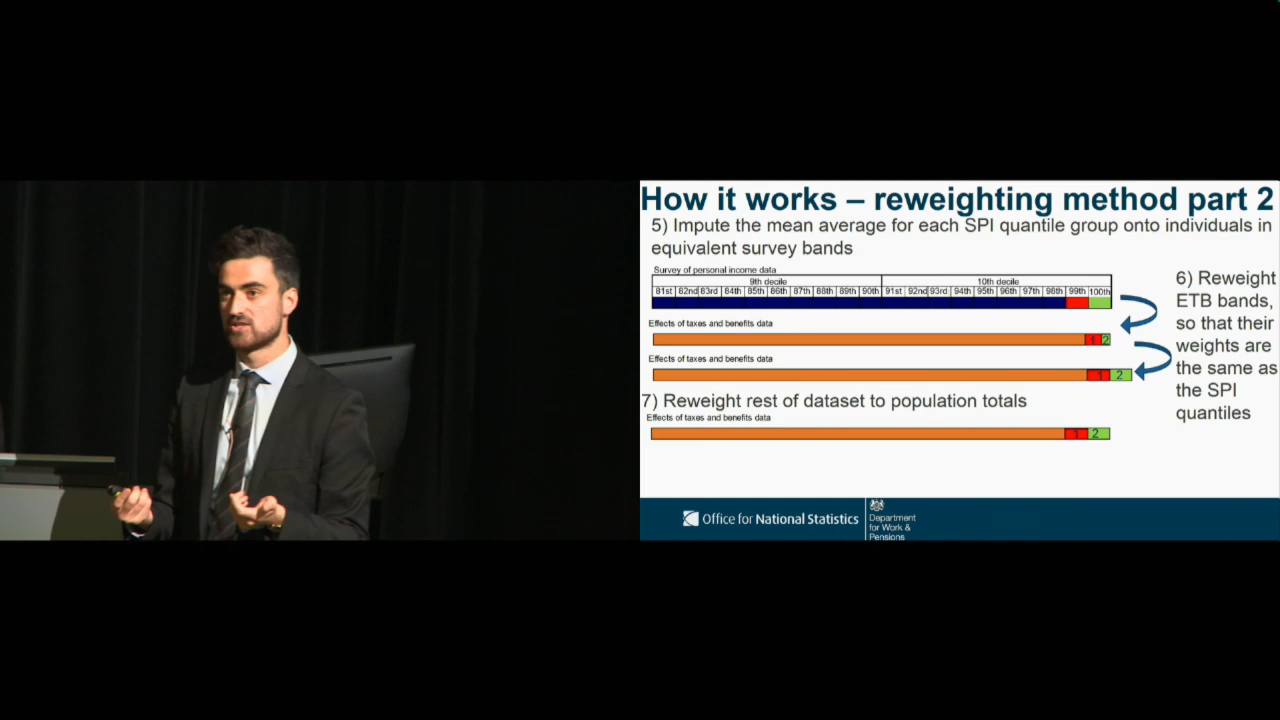 How it works – reweighting method part 2
5) Impute the mean average for each SPI quantile group onto individuals in
equivalent survey bands
Survey of personal income data
9th decile 10th decile
81st 82nd 83rd 84th 85th 86th 87th 88th 89th 90th 91st 92nd 93rd 94th 95th 96th 97th 98th 99th 100th
Effects of taxes and benefits data
1 2
Effects of taxes and benefits data
1 2
6) Reweight
ETB bands,
so that their
weights are
the same as
the SPI
quantiles
7) Reweight rest of dataset to population totals
Effects of taxes and benefits data
1 2
Office for National Statistics
Department
for Work &
Pensions